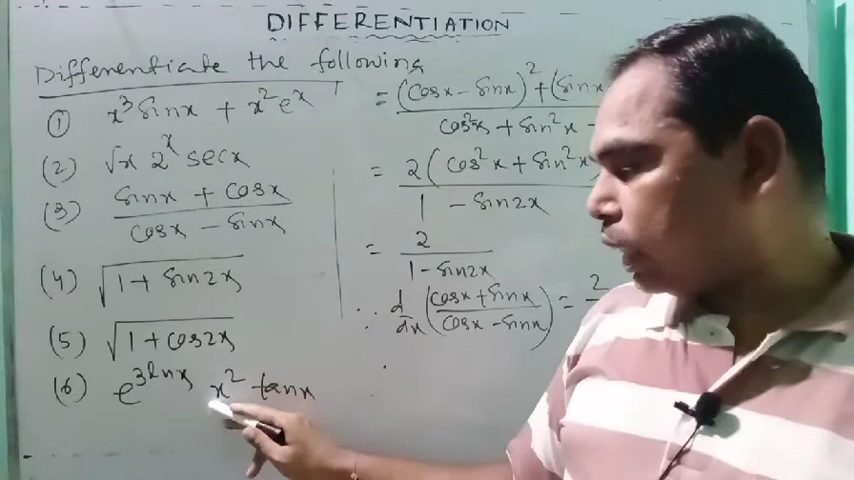 DIFFERENTIATION
Differentiate the following
① x³ sinx + x² eˣ
(2) √x 2ˣ secx
(3) (sinx + cosx) / (cosx - sinx)
(4) √(1 + sin2x)
(5) √(1 + cos2x)
(6) e^(3lnx) x² tanx
= (cosx - sinx)² + (sinx / cos²x + sin²x -
= 2(cos²x + sin²x / 1 - sin2x
= 2 / (1 - sin2x)
∴ d/dx ((cosx + sinx) / (cosx - sinx)) = 2